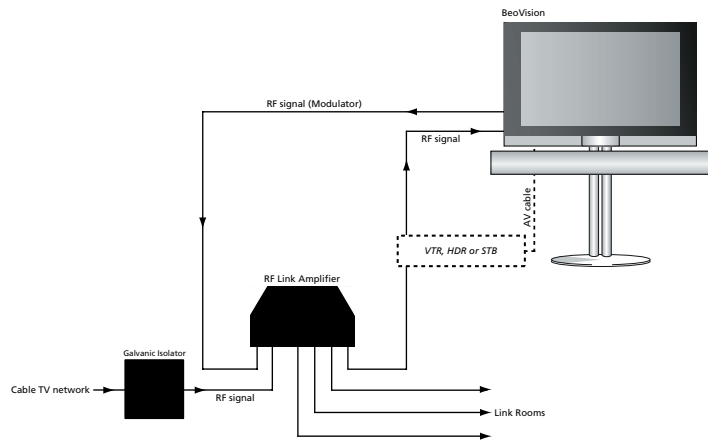 BeoVision
RF signal (Modulator)
RF signal
AV cable
VTR, HDR or STB
RF Link Amplifier
Galvanic Isolator
Cable TV network
RF signal
Link Rooms